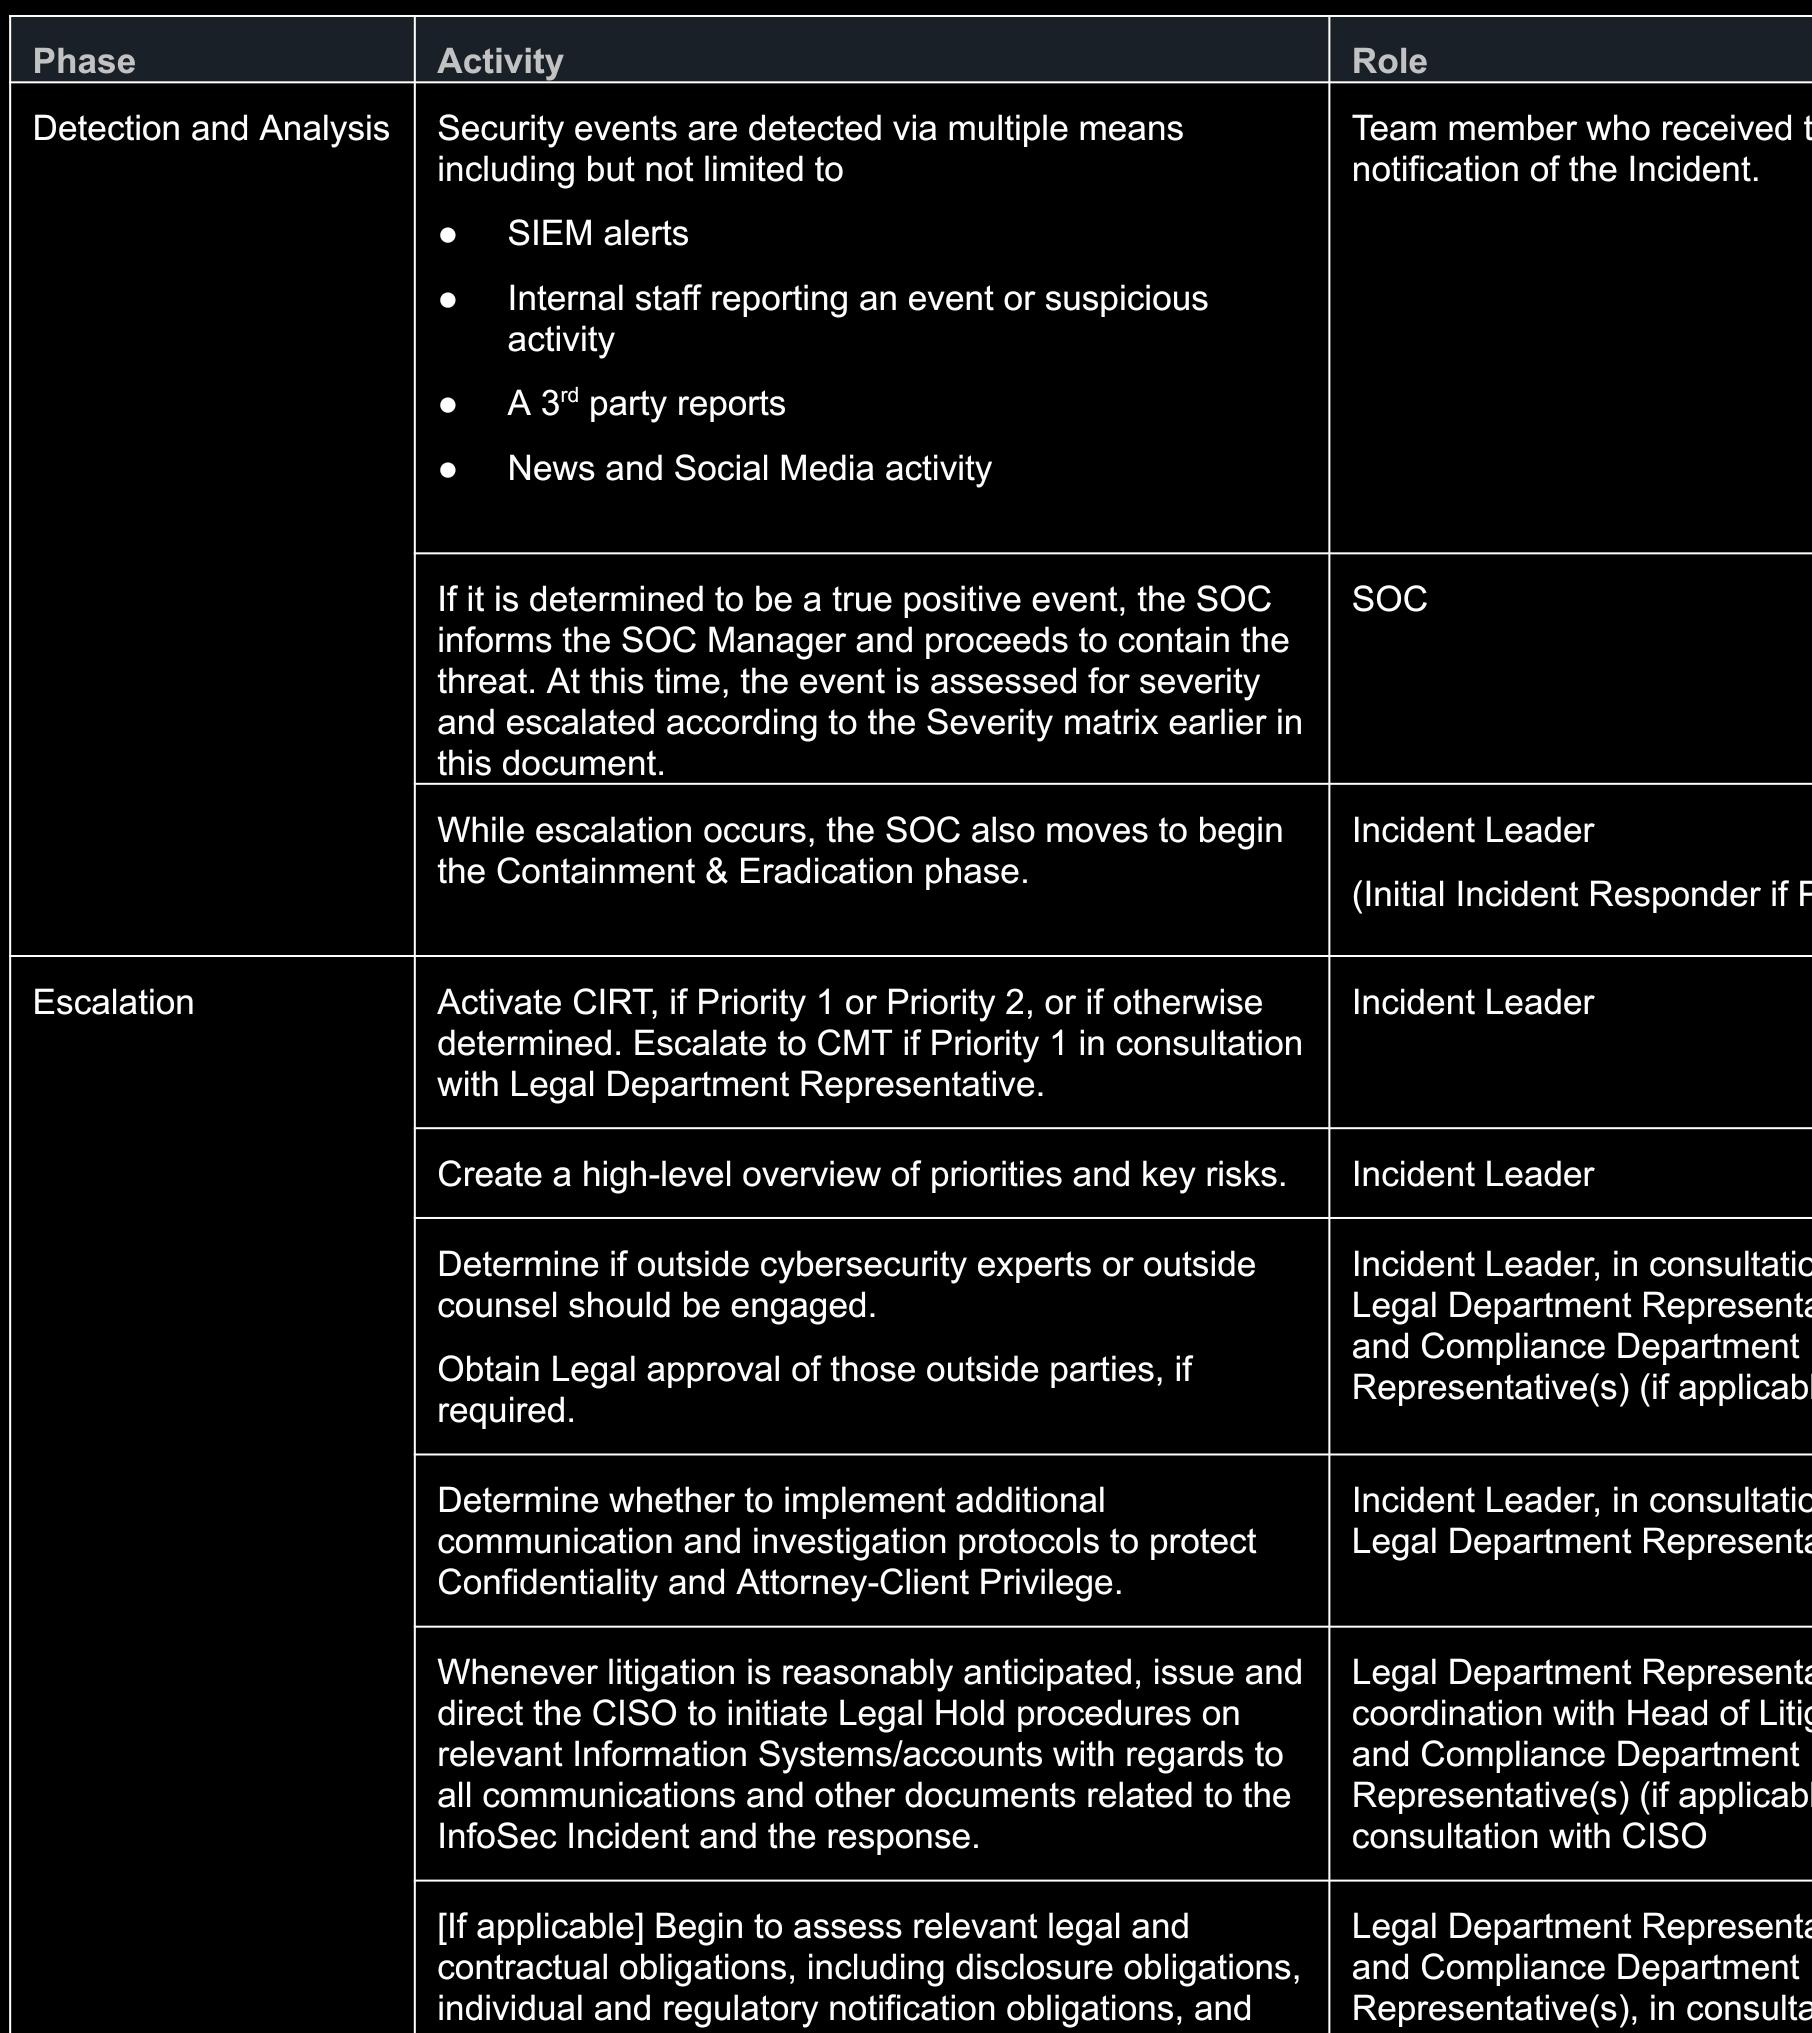 Phase
Activity
Role
Detection and Analysis
Security events are detected via multiple means
including but not limited to
● SIEM alerts
● Internal staff reporting an event or suspicious
activity
● A 3rd party reports
● News and Social Media activity
Team member who received
notification of the Incident.
If it is determined to be a true positive event, the SOC
informs the SOC Manager and proceeds to contain the
threat. At this time, the event is assessed for severity
and escalated according to the Severity matrix earlier in
this document.
SOC
While escalation occurs, the SOC also moves to begin
the Containment & Eradication phase.
Incident Leader
(Initial Incident Responder if
Escalation
Activate CIRT, if Priority 1 or Priority 2, or if otherwise
determined. Escalate to CMT if Priority 1 in consultation
with Legal Department Representative.
Incident Leader
Create a high-level overview of priorities and key risks.
Incident Leader
Determine if outside cybersecurity experts or outside
counsel should be engaged.
Obtain Legal approval of those outside parties, if
required.
Incident Leader, in
Legal Department
and Compliance Department
Representative(s) (if
Determine whether to implement additional
communication and investigation protocols to protect
Confidentiality and Attorney-Client Privilege.
Incident Leader, in
Legal Department
Whenever litigation is reasonably anticipated, issue and
direct the CISO to initiate Legal Hold procedures on
relevant Information Systems/accounts with regards to
all communications and other documents related to the
InfoSec Incident and the response.
Legal Department
coordination with Head of
and Compliance Department
Representative(s) (if
consultation with CISO
[If applicable] Begin to assess relevant legal and
contractual obligations, including disclosure obligations,
individual and regulatory notification obligations, and
Legal Department
and Compliance Department
Representative(s), in